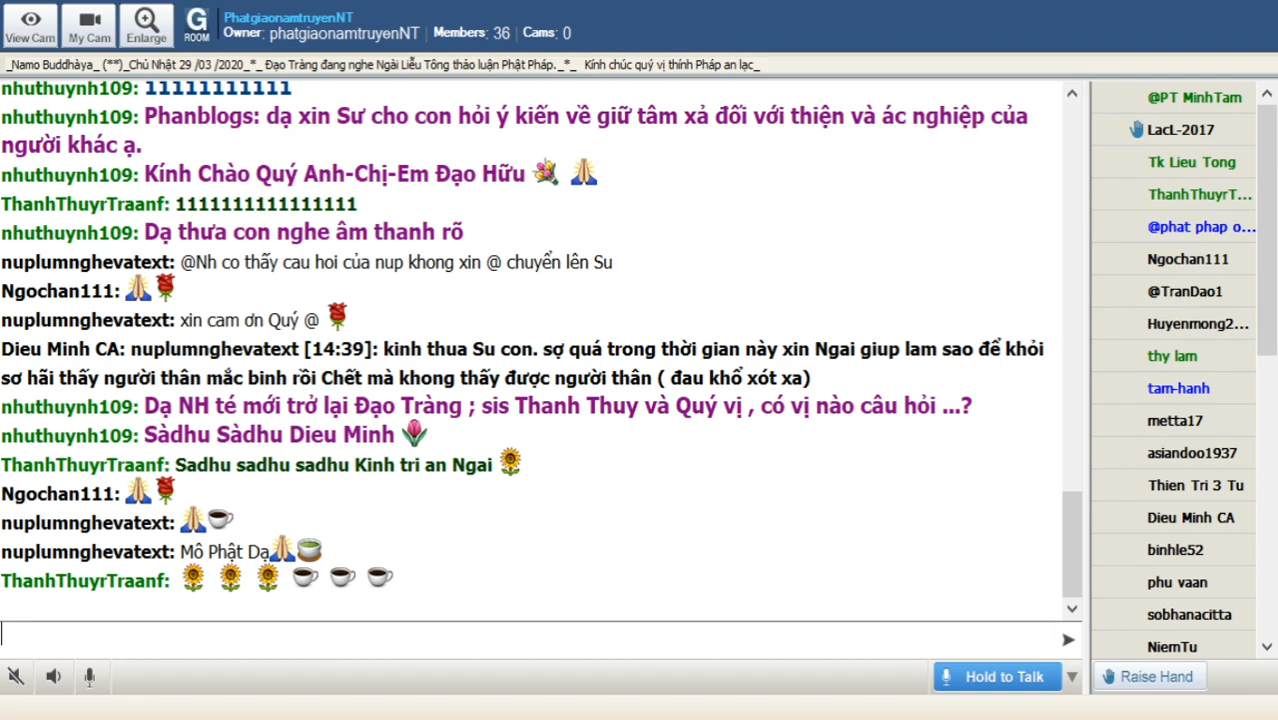 View Cam
My Cam
Enlarge
G
ROOM
PhatgiaonamtruyenNT
Owner: phatgiaonamtruyenNT | Members: 36 | Cams: 0
_Namo Buddhàya_ (**)_Chủ Nhật 29 /03 /2020_*_ Đạo Tràng đang nghe Ngài Liễu Tông thảo luận Phật Pháp._*_ Kính chúc quý vị thính Pháp an lạc_
nhuthuynh109: 11111111111
nhuthuynh109: Phanblogs: dạ xin Sư cho con hỏi ý kiến về giữ tâm xả đối với thiện và ác nghiệp của
người khác ạ.
nhuthuynh109: Kính Chào Quý Anh-Chị-Em Đạo Hữu
ThanhThuyrTraanf: 1111111111111111
nhuthuynh109: Dạ thưa con nghe âm thanh rõ
nuplumnghevatext: @Nh co thấy cau hoi của nup khong xin @ chuyển lên Su
Ngochan111:
nuplumnghevatext: xin cam ơn Quý @
Dieu Minh CA: nuplumnghevatext [14:39]: kinh thua Su con. sợ quá trong thời gian này xin Ngai giup lam sao để khỏi
sơ hãi thấy người thân mắc binh rồi Chết mà khong thấy được người thân ( đau khổ xót xa)
nhuthuynh109: Dạ NH té mới trở lại Đạo Tràng ; sis Thanh Thuy và Quý vị , có vị nào câu hỏi ...?
nhuthuynh109: Sàdhu Sàdhu Dieu Minh
ThanhThuyrTraanf: Sadhu sadhu sadhu Kinh tri an Ngai
Ngochan111:
nuplumnghevatext:
nuplumnghevatext: Mô Phật Dạ
ThanhThuyrTraanf:
Hold to Talk
@PT MinhTam
LacL-2017
Tk Lieu Tong
ThanhThuyrT...
@phat phap o...
Ngochan111
@TranDao1
Huyenmong2...
thy lam
tam-hanh
metta17
asiandoo1937
Thien Tri 3 Tu
Dieu Minh CA
binhle52
phu vaan
sobhanacitta
NiemTu
Raise Hand